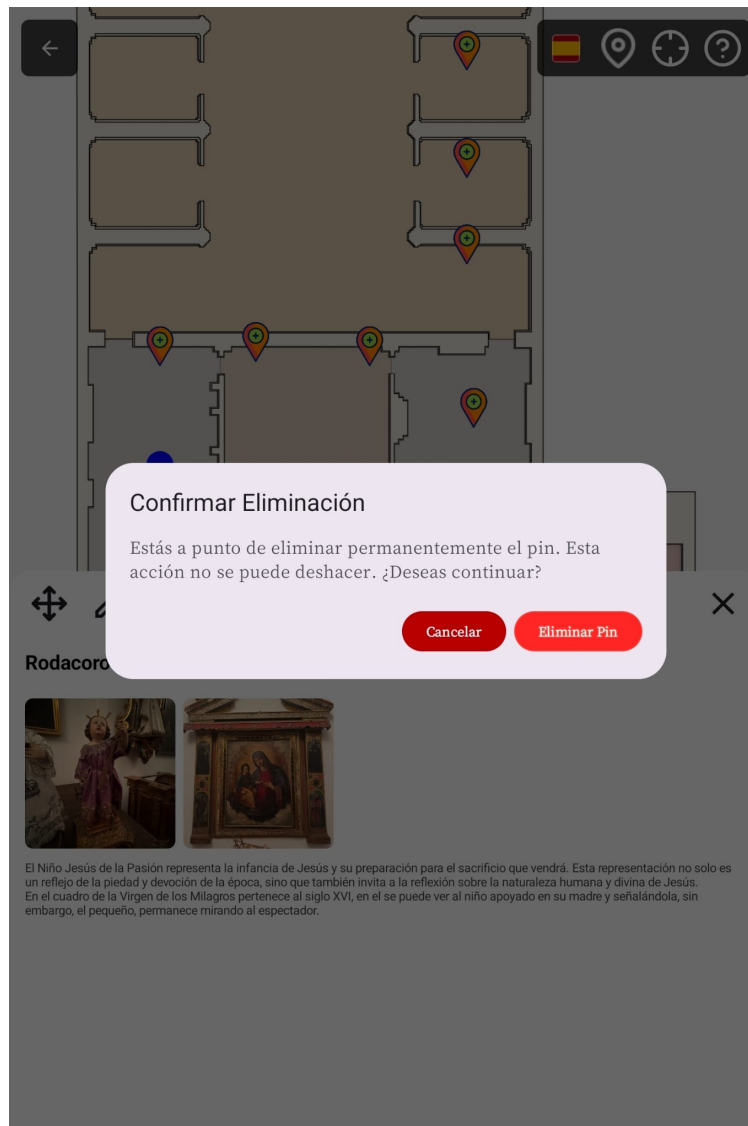 Confirmar Eliminación
Estás a punto de eliminar permanentemente el pin. Esta
acción no se puede deshacer. ¿Deseas continuar?
Cancelar
Eliminar Pin
Rodacoro
El Niño Jesús de la Pasión representa la infancia de Jesús y su preparación para el sacrificio que vendrá. Esta representación no solo es
un reflejo de la piedad y devoción de la época, sino que también invita a la reflexión sobre la naturaleza humana y divina de Jesús.
En el cuadro de la Virgen de los Milagros pertenece al siglo XVI, en el se puede ver al niño apoyado en su madre y señalándola, sin
embargo, el pequeño, permanece mirando al espectador.